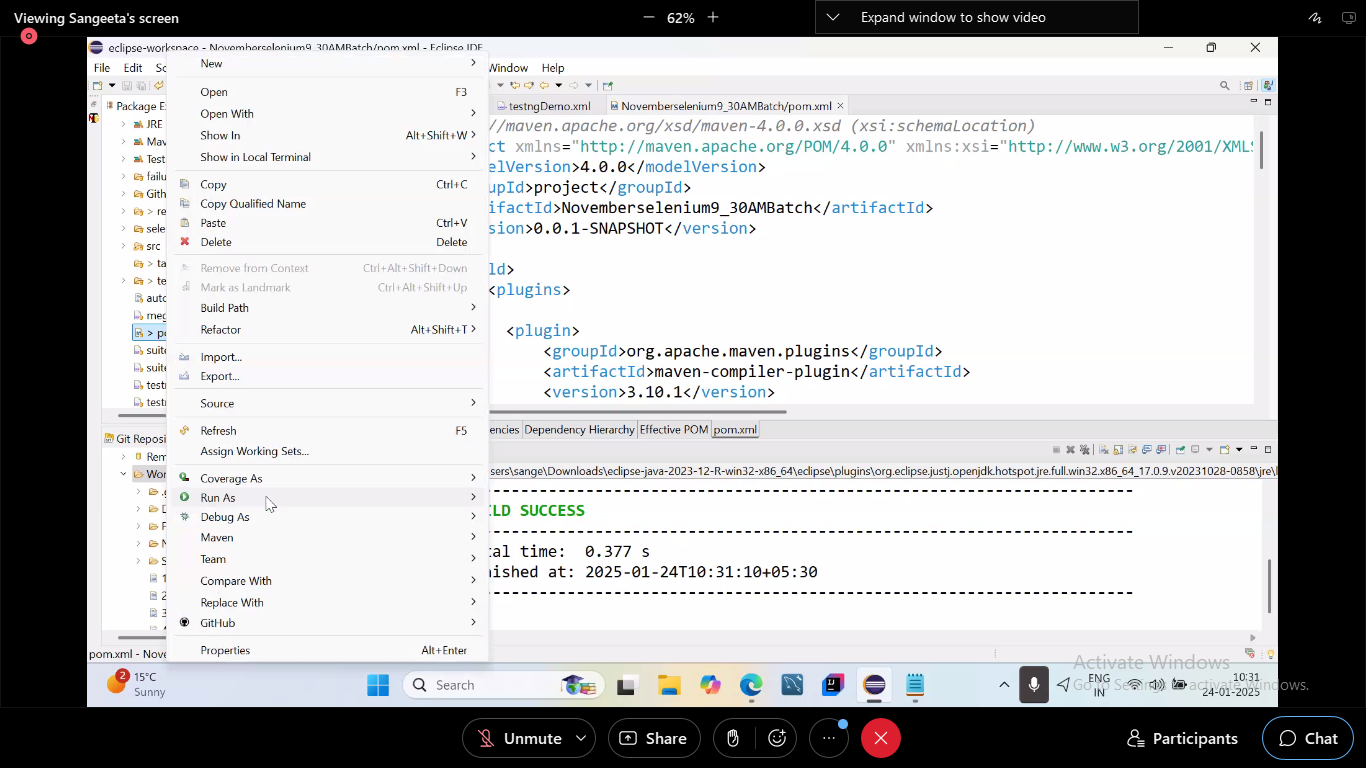 Viewing Sangeeta's screen
62%
Expand window to show video
eclipse-workspace - Novemberselenium9_30AMBatch/pom.xml - Eclipse IDE
File Edit Window Help
New
Open F3
Open With
Show In Alt+Shift+W
Show in Local Terminal
Copy Ctrl+C
Copy Qualified Name
Paste Ctrl+V
Delete Delete
Remove from Context Ctrl+Alt+Shift+Down
Mark as Landmark Ctrl+Alt+Shift+Up
Build Path
Refactor Alt+Shift+T
Import...
Export...
Source
Refresh F5
Assign Working Sets...
Coverage As
Run As
Debug As
Maven
Team
Compare With
Replace With
GitHub
Properties Alt+Enter
Package E
JRE
Mav
Test
failu
Gith
> re
sele
src
> ta
> te
auto
> po
suite
suite
testi
testi
Git Reposi
Rem
Wor
pom.xml - Nove
testngDemo.xml
Novemberselenium9_30AMBatch/pom.xml
//maven.apache.org/xsd/maven-4.0.0.xsd (xsi:schemaLocation)
ct xmlns="http://maven.apache.org/POM/4.0.0" xmlns:xsi="http://www.w3.org/2001/XMLS
elVersion>4.0.0</modelVersion>
upId>project</groupId>
ifactId>Novemberselenium9_30AMBatch</artifactId>
sion>0.0.1-SNAPSHOT</version>
ld>
<plugins>
<plugin>
<groupId>org.apache.maven.plugins</groupId>
<artifactId>maven-compiler-plugin</artifactId>
<version>3.10.1</version>
encies Dependency Hierarchy Effective POM pom.xml
sers\sange\Downloads\eclipse-java-2023-12-R-win32-x86_64\eclipse\plugins\org.eclipse.justj.openjdk.hotspot.jre.full.win32.x86_64_17.0.9.v20231028-0858\jre\
LD SUCCESS
al time: 0.377 s
ished at: 2025-01-24T10:31:10+05:30
Activate Windows
Go to Settings to activate Windows.
2
15°C
Sunny
Search
ENG
IN
10:31
24-01-2025
Unmute
Share
Participants
Chat